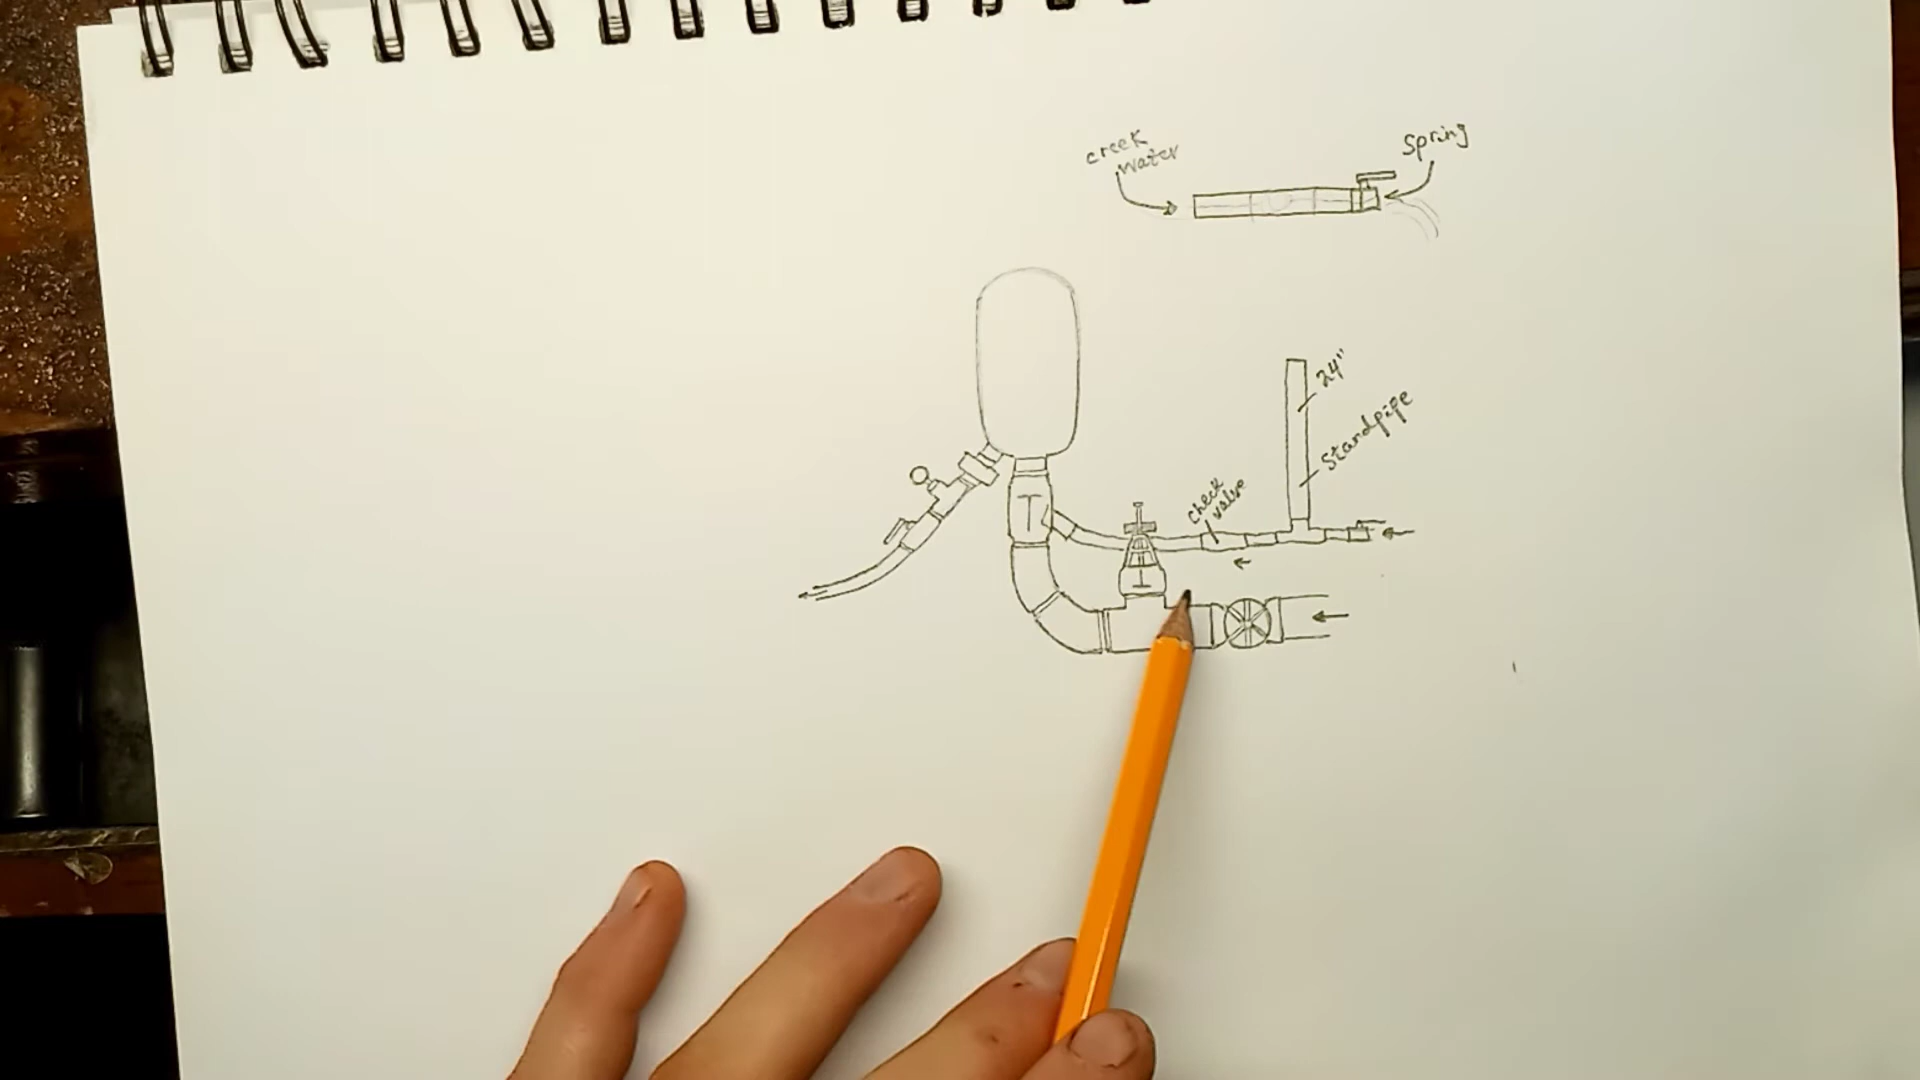 creek
water
Spring
24"
Standpipe
check
valve